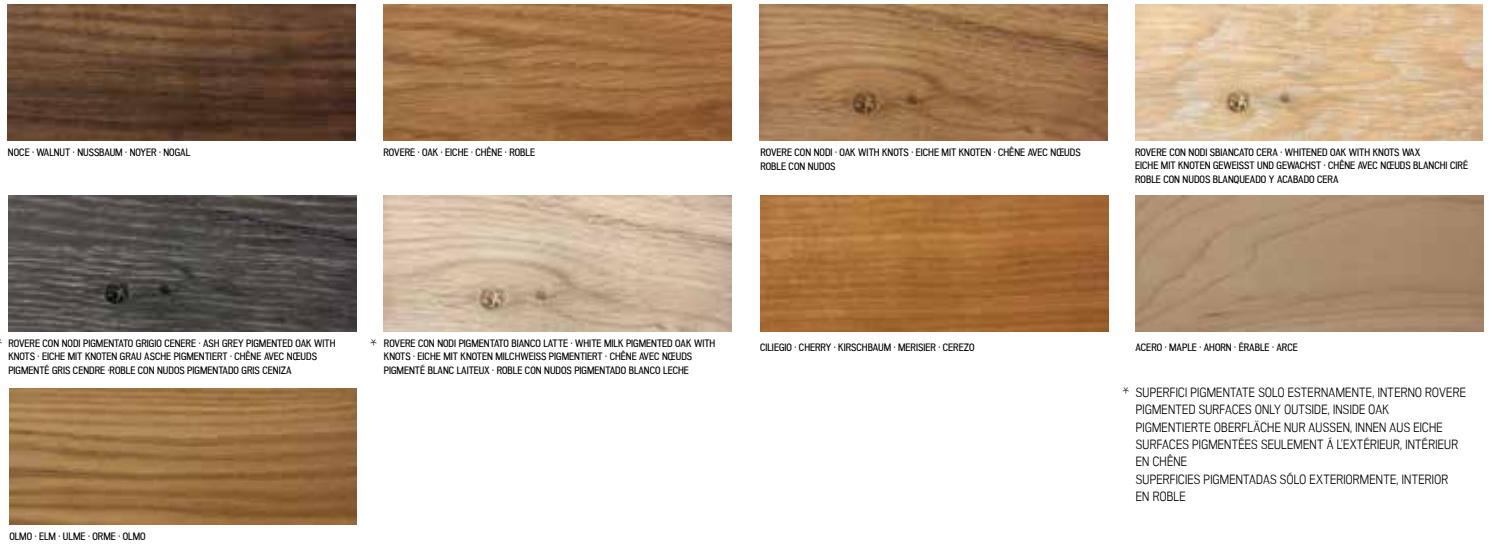 NOCE · WALNUT · NUSSBAUM · NOYER · NOGAL
ROVERE · OAK · EICHE · CHÊNE · ROBLE
ROVERE CON NODI · OAK WITH KNOTS · EICHE MIT KNOTEN · CHÊNE AVEC NŒUDS
ROBLE CON NUDOS
ROVERE CON NODI SBIANCATO CERA · WHITENED OAK WITH KNOTS WAX
EICHE MIT KNOTEN GEWEISST UND GEWACHST · CHÊNE AVEC NŒUDS BLANCHI CIRÉ
ROBLE CON NUDOS BLANQUEADO Y ACABADO CERA
* ROVERE CON NODI PIGMENTATO GRIGIO CENERE · ASH GREY PIGMENTED OAK WITH
KNOTS · EICHE MIT KNOTEN GRAU ASCHE PIGMENTIERT · CHÊNE AVEC NŒUDS
PIGMENTÉ GRIS CENDRE ·ROBLE CON NUDOS PIGMENTADO GRIS CENIZA
* ROVERE CON NODI PIGMENTATO BIANCO LATTE · WHITE MILK PIGMENTED OAK WITH
KNOTS · EICHE MIT KNOTEN MILCHWEISS PIGMENTIERT · CHÊNE AVEC NŒUDS
PIGMENTÉ BLANC LAITEUX · ROBLE CON NUDOS PIGMENTADO BLANCO LECHE
CILIEGIO · CHERRY · KIRSCHBAUM · MERISIER · CEREZO
ACERO · MAPLE · AHORN · ÉRABLE · ARCE
OLMO · ELM · ULME · ORME · OLMO
* SUPERFICI PIGMENTATE SOLO ESTERNAMENTE, INTERNO ROVERE
PIGMENTED SURFACES ONLY OUTSIDE, INSIDE OAK
PIGMENTIERTE OBERFLÄCHE NUR AUSSEN, INNEN AUS EICHE
SURFACES PIGMENTÉES SEULEMENT Á L'EXTÉRIEUR, INTÉRIEUR
EN CHÊNE
SUPERFICIES PIGMENTADAS SÓLO EXTERIORMENTE, INTERIOR
EN ROBLE